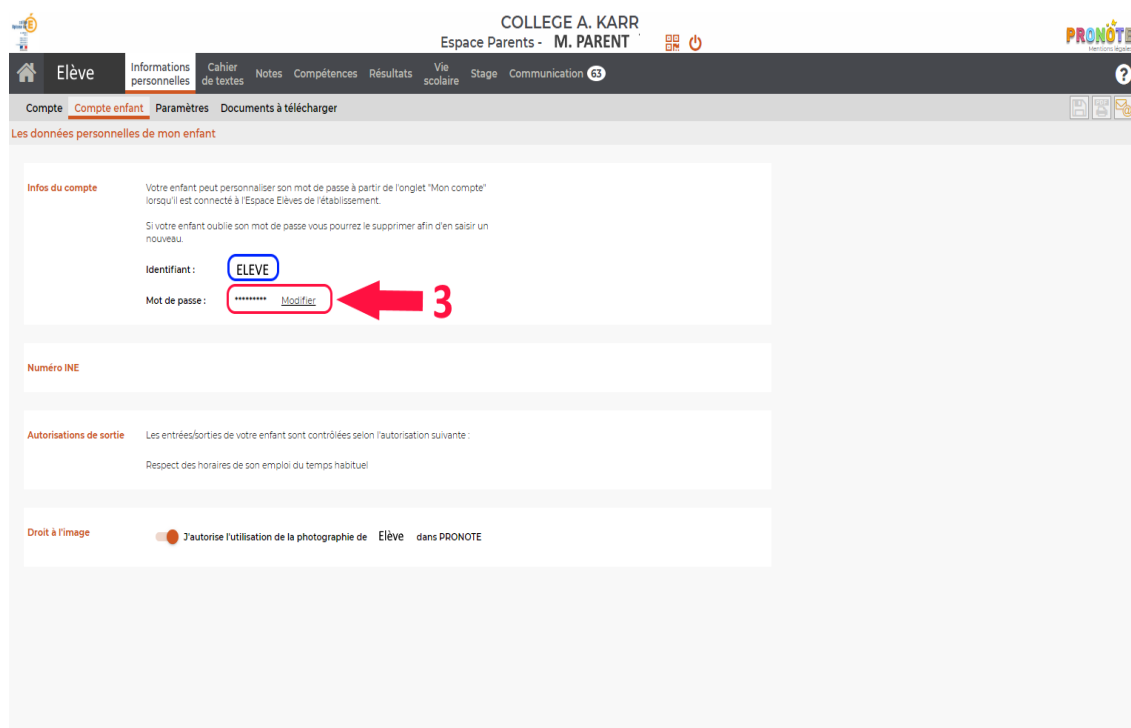 COLLEGE A. KARR
Espace Parents - M. PARENT
PRONOTE
Mentions légales
Elève
Informations personnelles
Cahier de textes
Notes
Compétences
Résultats
Vie scolaire
Stage
Communication 63
?
Compte
Compte enfant
Paramètres
Documents à télécharger
Les données personnelles de mon enfant
Infos du compte
Votre enfant peut personnaliser son mot de passe à partir de l'onglet "Mon compte"
lorsqu'il est connecté à l'Espace Elèves de l'établissement.
Si votre enfant oublie son mot de passe vous pourrez le supprimer afin d'en saisir un
nouveau.
Identifiant : ELEVE
Mot de passe : ********* Modifier
3
Numéro INE
Autorisations de sortie
Les entrées/sorties de votre enfant sont contrôlées selon l'autorisation suivante :
Respect des horaires de son emploi du temps habituel
Droit à l'image
J'autorise l'utilisation de la photographie de Elève dans PRONOTE